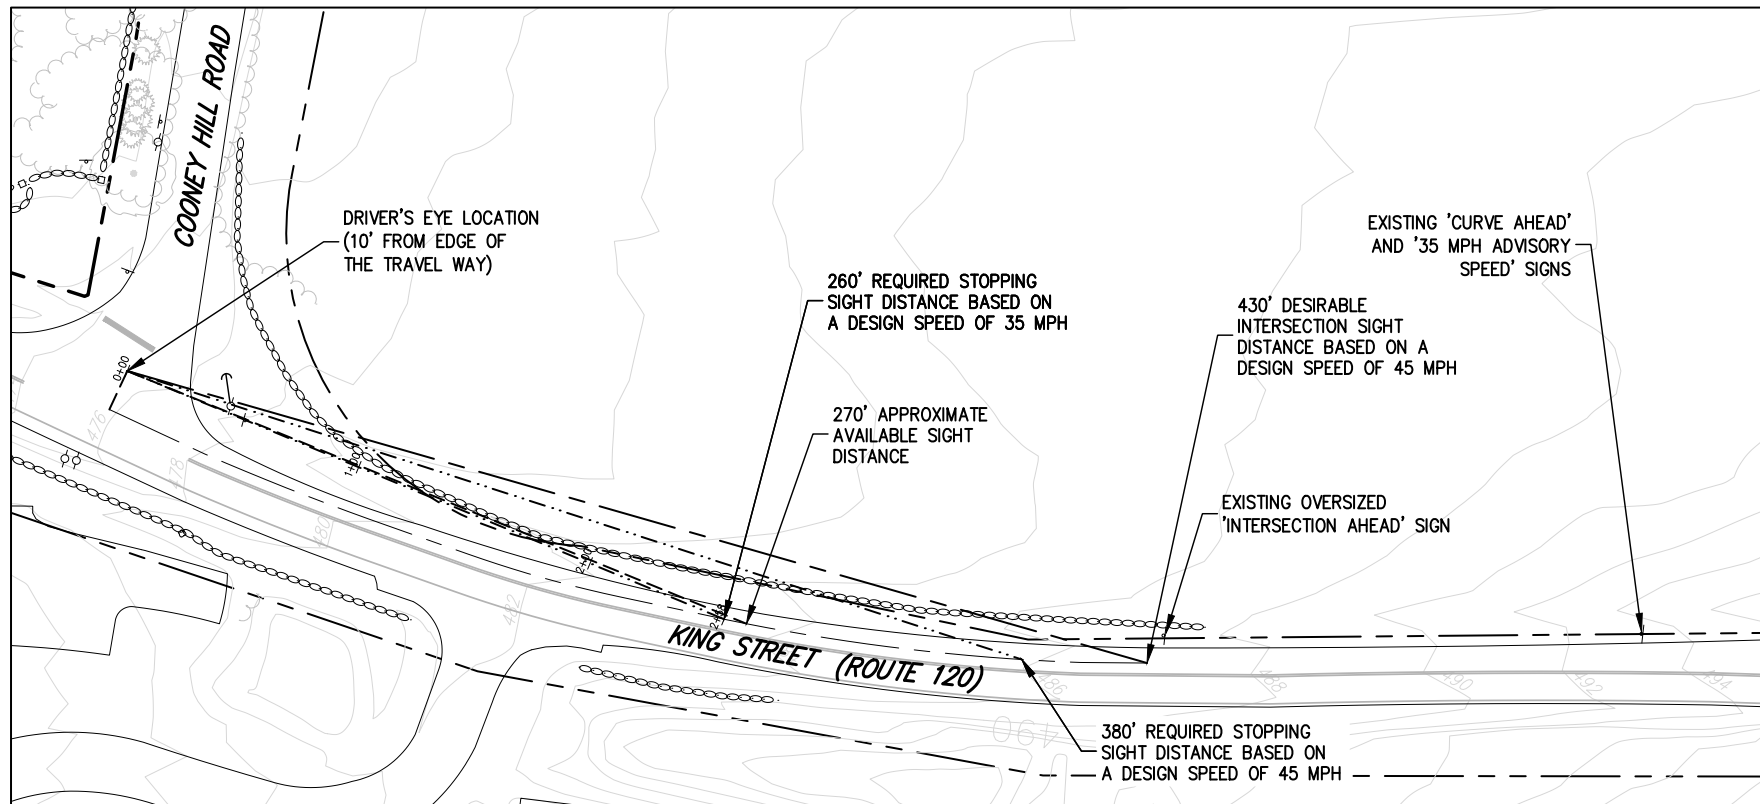 COONEY HILL ROAD
DRIVER'S EYE LOCATION
(10' FROM EDGE OF
THE TRAVEL WAY)
260' REQUIRED STOPPING
SIGHT DISTANCE BASED ON
A DESIGN SPEED OF 35 MPH
270' APPROXIMATE
AVAILABLE SIGHT
DISTANCE
EXISTING 'CURVE AHEAD'
AND '35 MPH ADVISORY
SPEED' SIGNS
430' DESIRABLE
INTERSECTION SIGHT
DISTANCE BASED ON A
DESIGN SPEED OF 45 MPH
EXISTING OVERSIZED
'INTERSECTION AHEAD' SIGN
0+00
1+00
2+00
476
478
480
482
KING STREET (ROUTE 120)
486
488
490
492
494
490
380' REQUIRED STOPPING
SIGHT DISTANCE BASED ON
A DESIGN SPEED OF 45 MPH